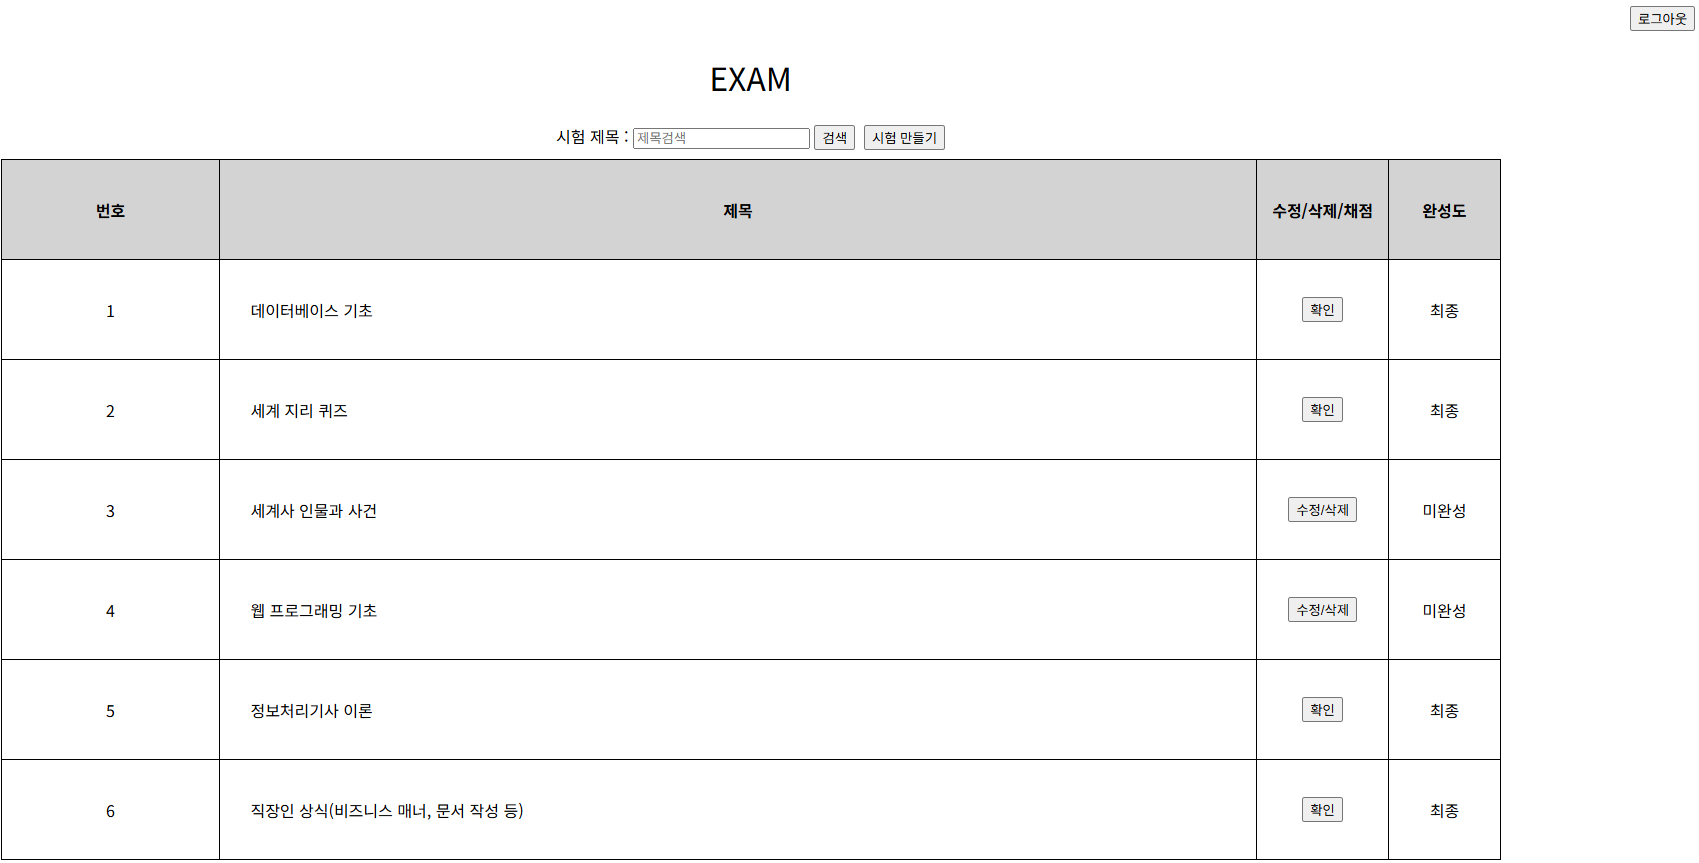 로그아웃
EXAM
시험 제목 : 제목검색 검색 시험 만들기
번호 제목 수정/삭제/채점 완성도
1 데이터베이스 기초 확인 최종
2 세계 지리 퀴즈 확인 최종
3 세계사 인물과 사건 수정/삭제 미완성
4 웹 프로그래밍 기초 수정/삭제 미완성
5 정보처리기사 이론 확인 최종
6 직장인 상식(비즈니스 매너, 문서 작성 등) 확인 최종